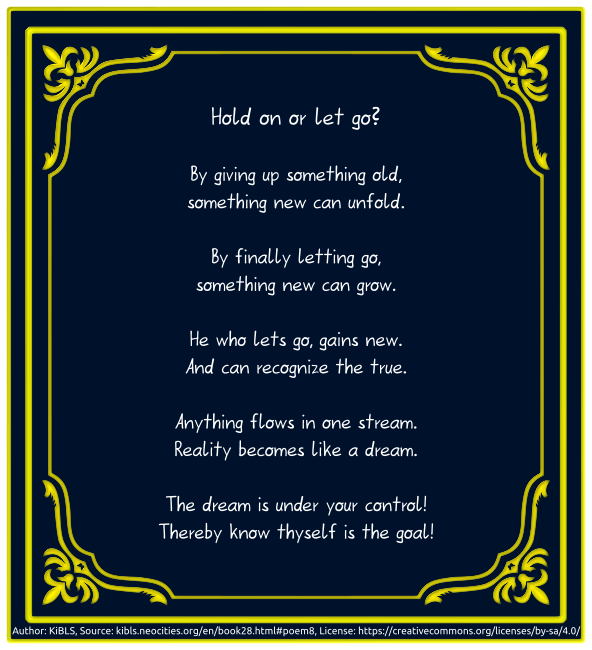 Hold on or let go?
By giving up something old,
something new can unfold.
By finally letting go,
something new can grow.
He who lets go, gains new.
And can recognize the true.
Anything flows in one stream.
Reality becomes like a dream.
The dream is under your control!
Thereby know thyself is the goal!
Author: KiBLS, Source: kibls.neocities.org/en/book28.html#poem8, License: https://creativecommons.org/licenses/by-sa/4.0/